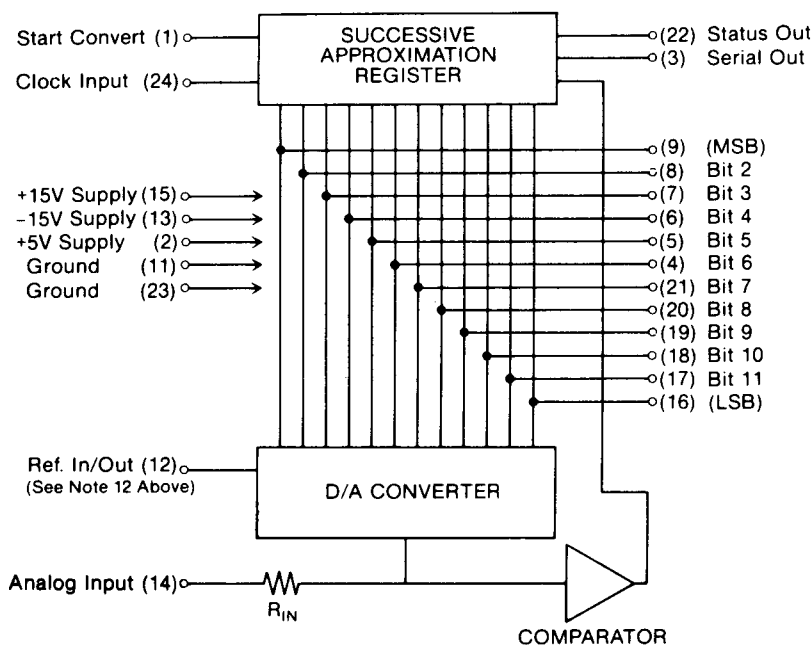 SUCCESSIVE
APPROXIMATION
REGISTER
Start Convert (1)
Clock Input (24)
(22) Status Out
(3) Serial Out
(9) (MSB)
(8) Bit 2
(7) Bit 3
(6) Bit 4
(5) Bit 5
(4) Bit 6
(21) Bit 7
(20) Bit 8
(19) Bit 9
(18) Bit 10
(17) Bit 11
(16) (LSB)
+15V Supply (15)
-15V Supply (13)
+5V Supply (2)
Ground (11)
Ground (23)
Ref. In/Out (12)
(See Note 12 Above)
D/A CONVERTER
Analog Input (14)
RIN
COMPARATOR